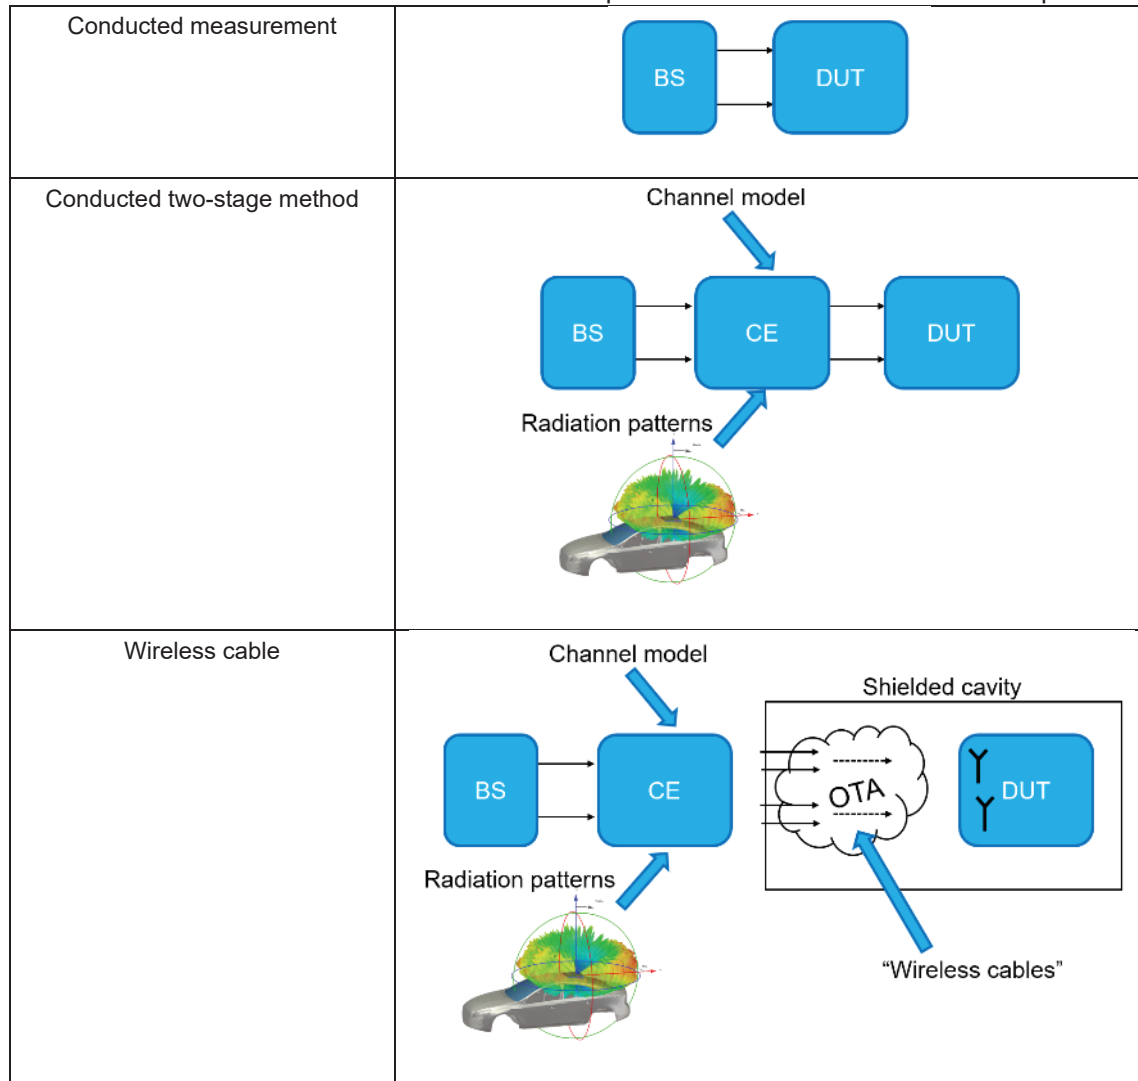 Conducted measurement
BS
DUT
Conducted two-stage method
Channel model
BS
CE
DUT
Radiation patterns
Wireless cable
Channel model
Shielded cavity
BS
CE
OTA
DUT
Radiation patterns
“Wireless cables”